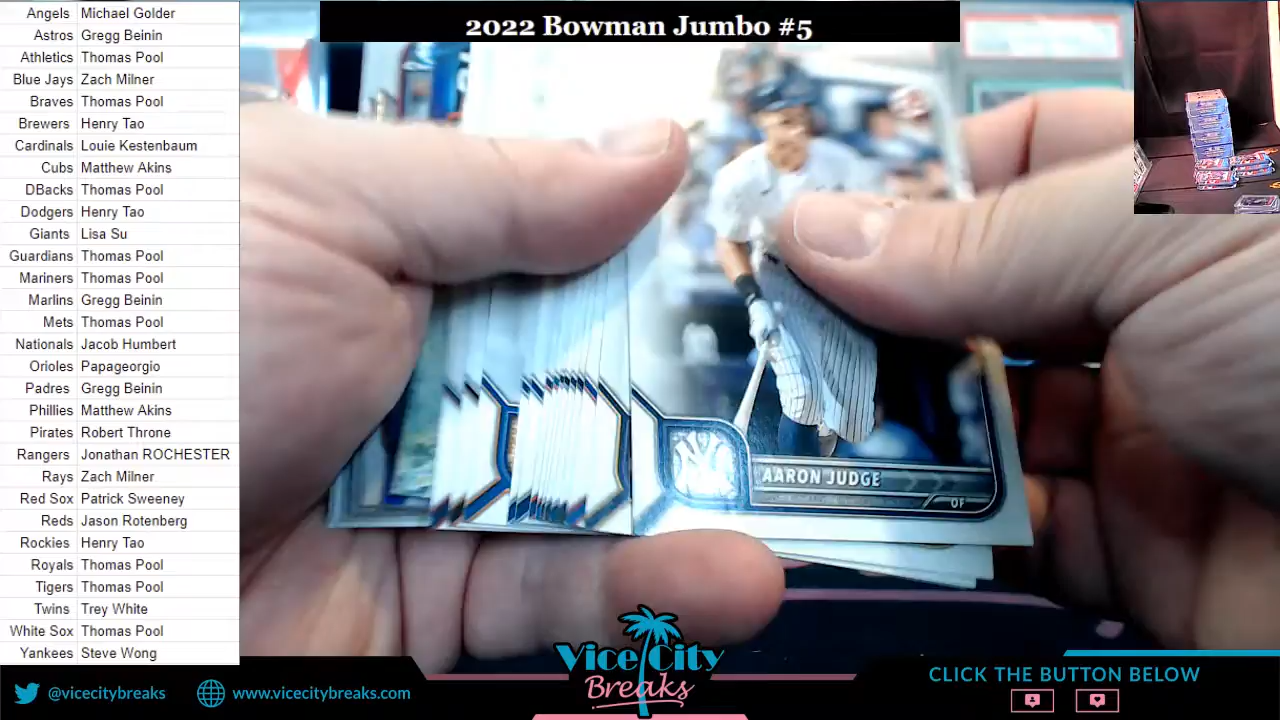 2022 Bowman Jumbo #5
Angels Michael Golder
Astros Gregg Beinin
Athletics Thomas Pool
Blue Jays Zach Milner
Braves Thomas Pool
Brewers Henry Tao
Cardinals Louie Kestenbaum
Cubs Matthew Akins
DBacks Thomas Pool
Dodgers Henry Tao
Giants Lisa Su
Guardians Thomas Pool
Mariners Thomas Pool
Marlins Gregg Beinin
Mets Thomas Pool
Nationals Jacob Humbert
Orioles Papageorgio
Padres Gregg Beinin
Phillies Matthew Akins
Pirates Robert Throne
Rangers Jonathan ROCHESTER
Rays Zach Milner
Red Sox Patrick Sweeney
Reds Jason Rotenberg
Rockies Henry Tao
Royals Thomas Pool
Tigers Thomas Pool
Twins Trey White
White Sox Thomas Pool
Yankees Steve Wong
AARON JUDGE
OF
@vicecitybreaks
www.vicecitybreaks.com
Vice City
Breaks
CLICK THE BUTTON BELOW